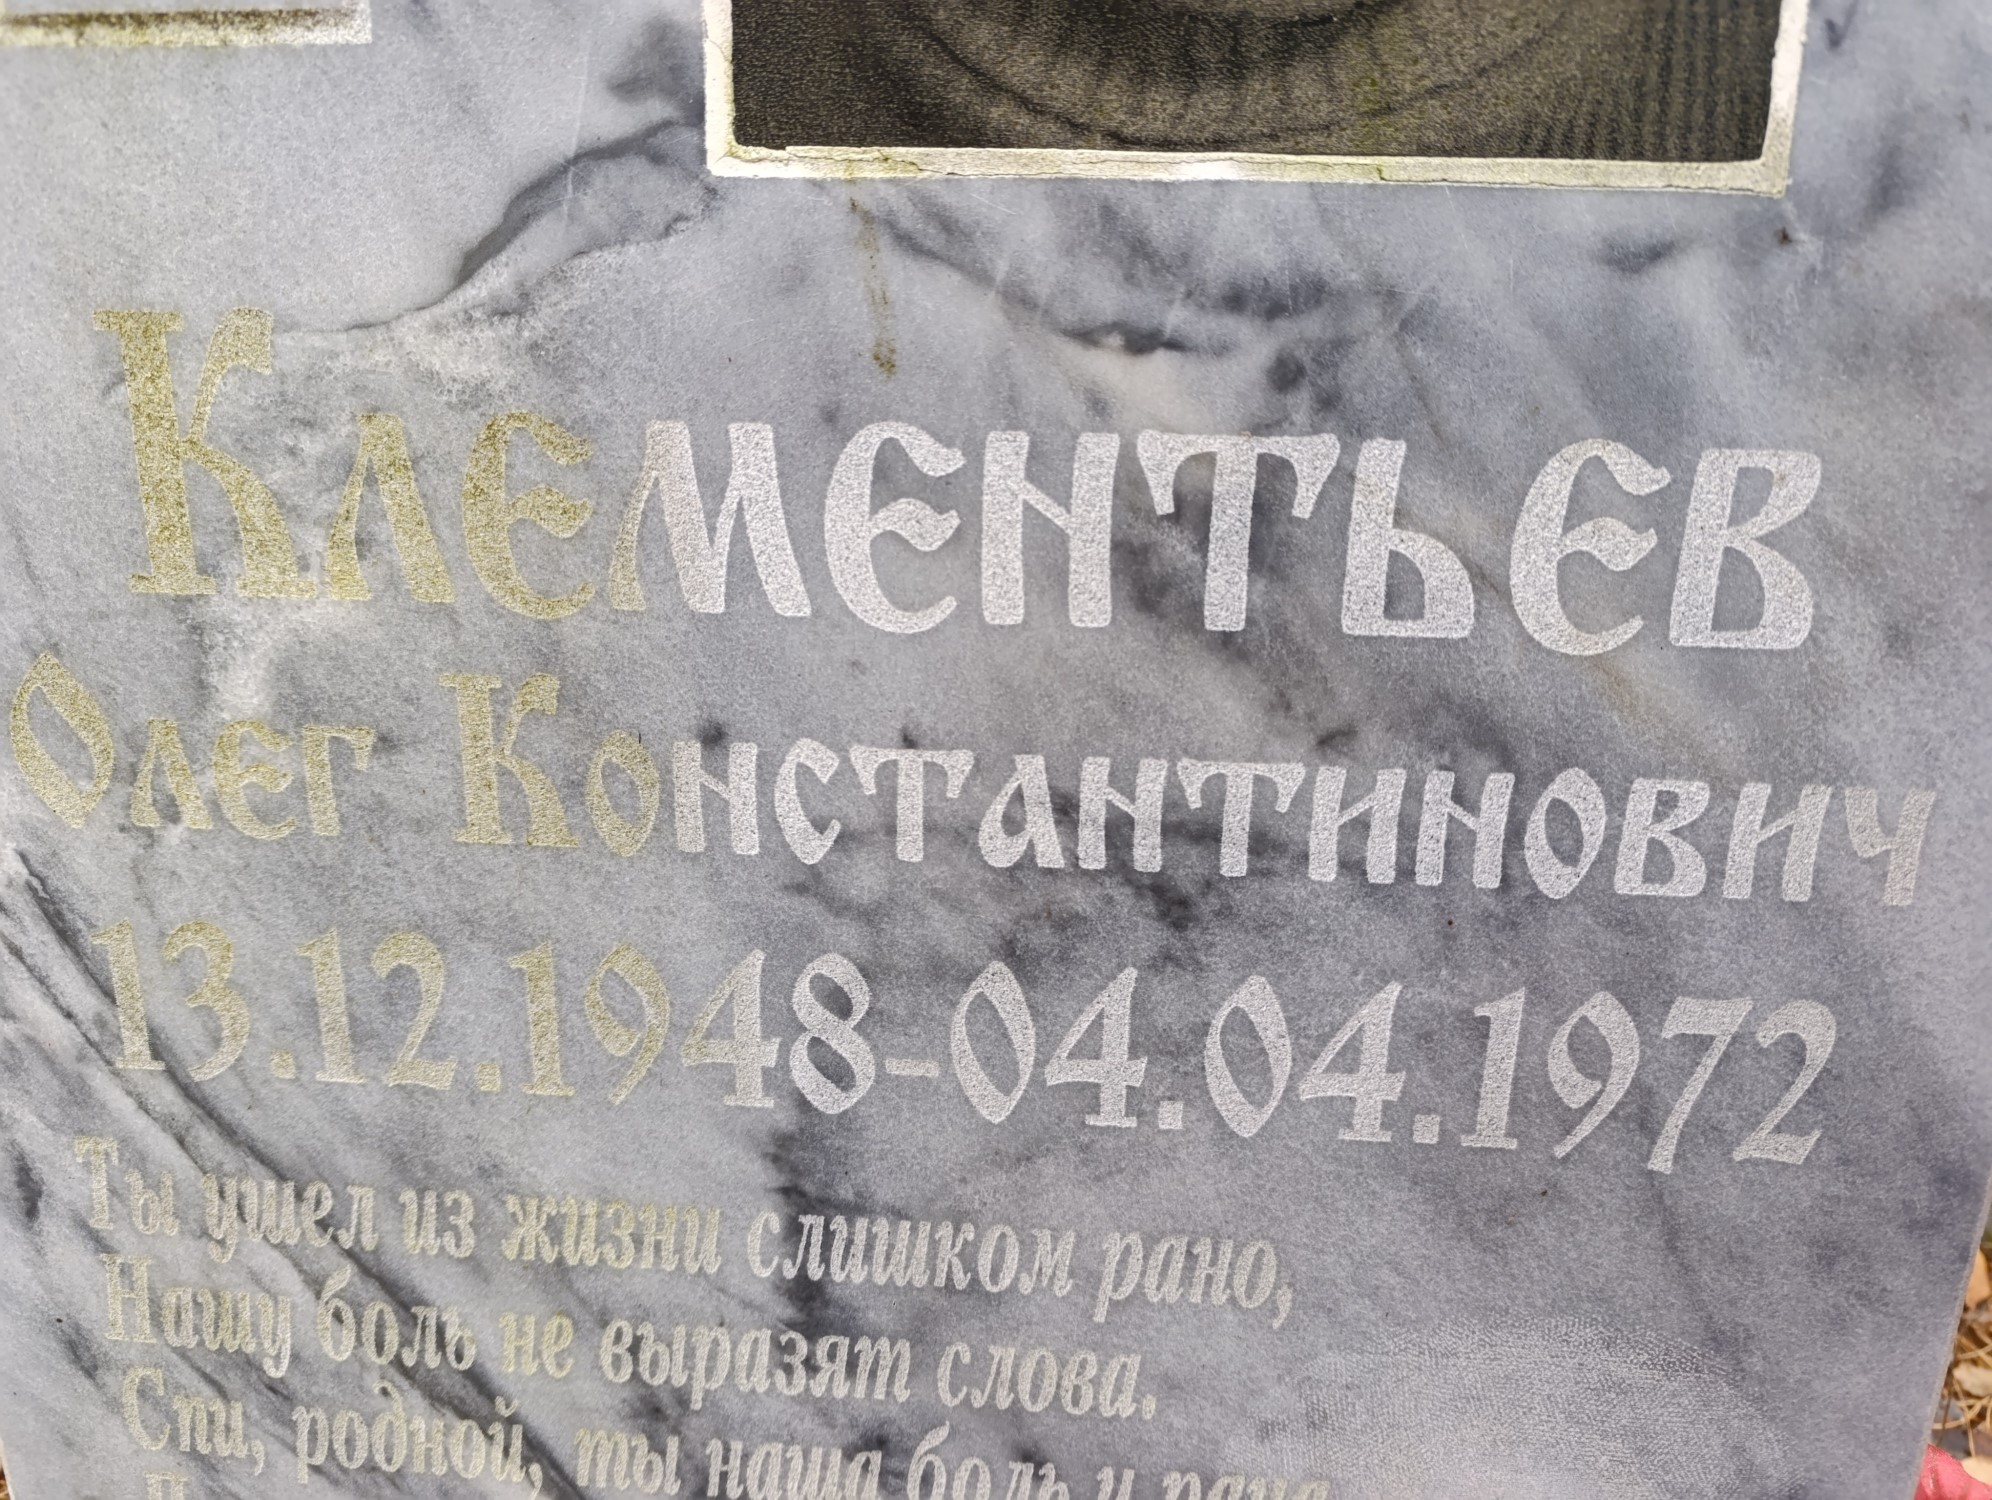 Клементьев
Олег Константинович
13.12.1948-04.04.1972
Ты ушел из жизни слишком рано,
Нашу боль не выразят слова.
Спи, родной, ты наша боль и рана